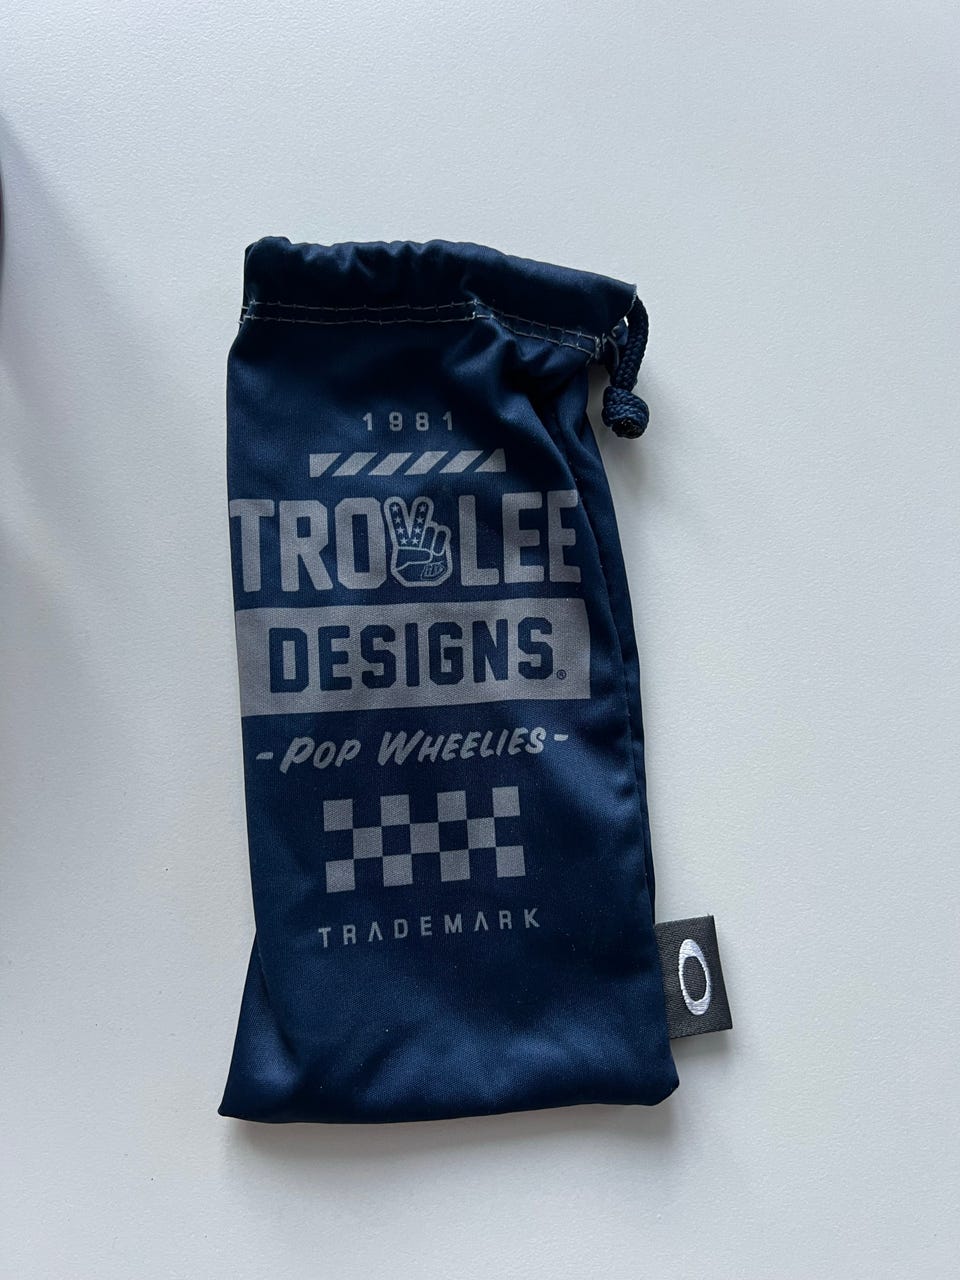 1981
TROY LEE
DESIGNS®
-POP WHEELIES-
TRADEMARK